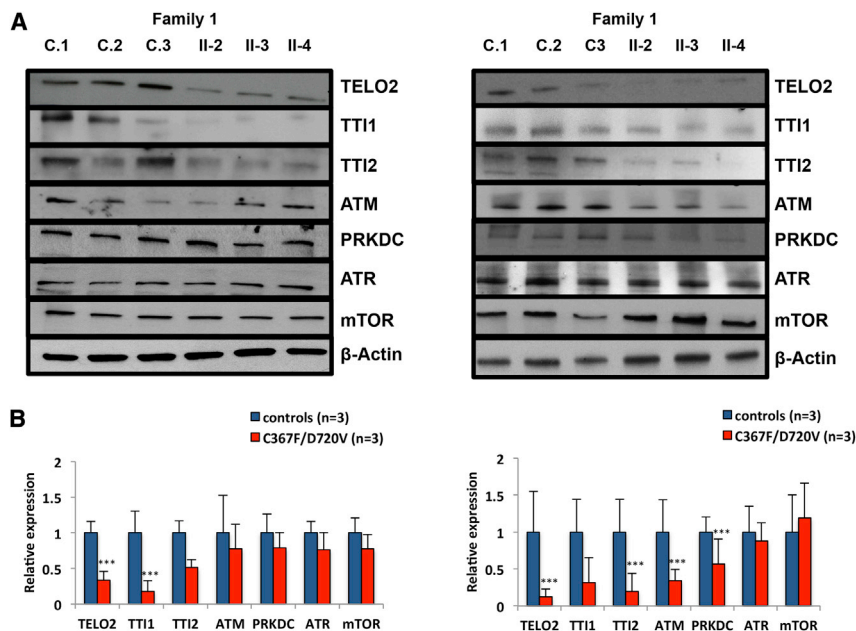 A
Family 1
C.1 C.2 C.3 II-2 II-3 II-4
TELO2
TTI1
TTI2
ATM
PRKDC
ATR
mTOR
β-Actin
Family 1
C.1 C.2 C3 II-2 II-3 II-4
TELO2
TTI1
TTI2
ATM
PRKDC
ATR
mTOR
β-Actin
B
controls (n=3)
C367F/D720V (n=3)
Relative expression
2
1.5
1
0.5
0
*** ***
TELO2 TTI1 TTI2 ATM PRKDC ATR mTOR
controls (n=3)
C367F/D720V (n=3)
Relative expression
2
1.5
1
0.5
0
*** *** *** ***
TELO2 TTI1 TTI2 ATM PRKDC ATR mTOR